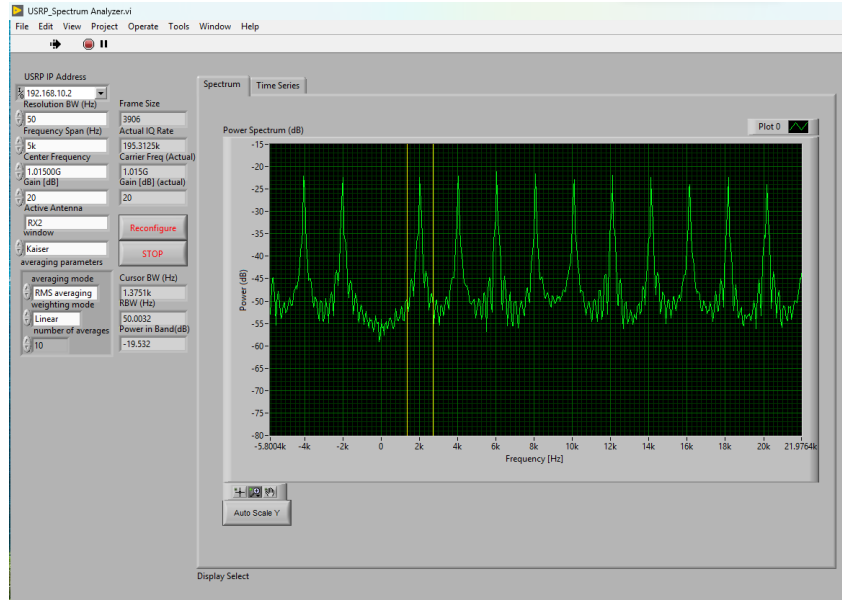 USRP_Spectrum Analyzer.vi
File Edit View Project Operate Tools Window Help
USRP IP Address
192.168.10.2
Resolution BW (Hz)
50
Frequency Span (Hz)
5k
Center Frequency
1.01500G
Gain [dB]
20
Active Antenna
RX2
window
Kaiser
averaging parameters
averaging mode
RMS averaging
weighting mode
Linear
number of averages
10
Frame Size
3906
Actual IQ Rate
195.3125k
Carrier Freq (Actual)
1.015G
Gain [dB] (actual)
20
Reconfigure
STOP
Cursor BW (Hz)
1.3751k
RBW (Hz)
50.0032
Power in Band(dB)
-19.532
Spectrum Time Series
Power Spectrum (dB)
Plot 0
Power (dB)
-15
-20
-25
-30
-35
-40
-45
-50
-55
-60
-65
-70
-75
-80
-5.8004k -4k -2k 0 2k 4k 6k 8k 10k 12k 14k 16k 18k 20k 21.9764k
Frequency [Hz]
Auto Scale Y
Display Select